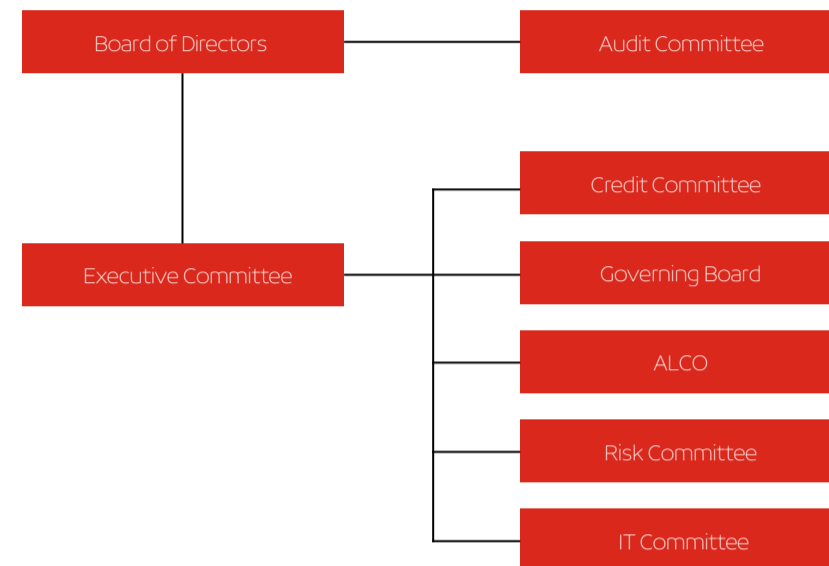 Board of Directors
Audit Committee
Credit Committee
Executive Committee
Governing Board
ALCO
Risk Committee
IT Committee